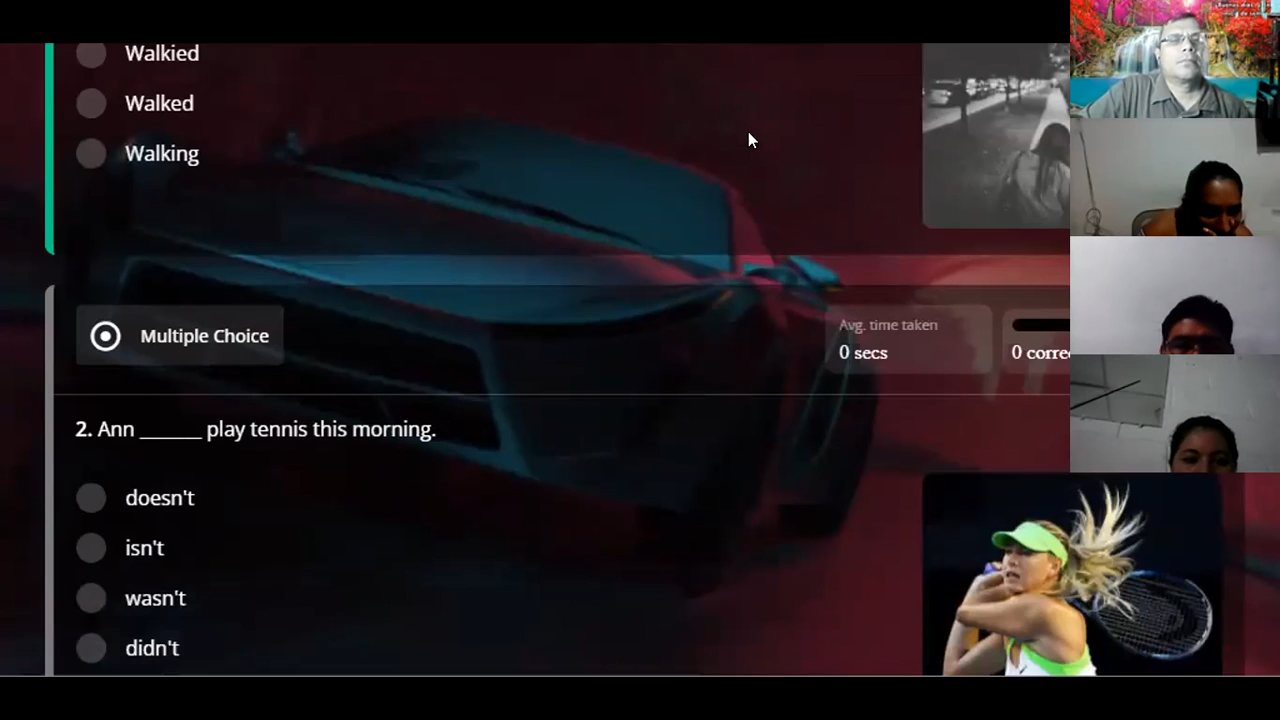 Walkied
Walked
Walking
Multiple Choice
Avg. time taken
0 secs
0 corre
2. Ann ______ play tennis this morning.
doesn't
isn't
wasn't
didn't